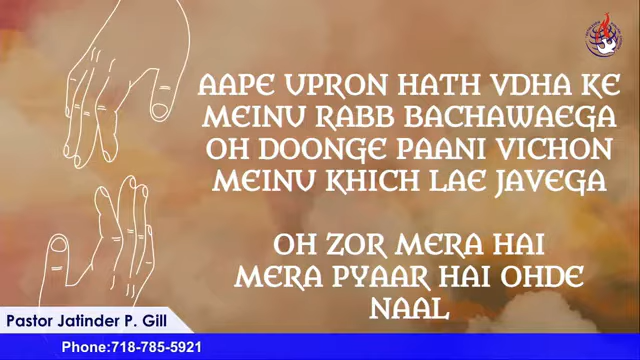 AAPE UPRON HATH VDHA KE
MEINU RABB BACHAWAEGA
OH DOONGE PAANI VICHON
MEINU KHICH LAE JAVEGA
OH ZOR MERA HAI
MERA PYAAR HAI OHDE
NAAL
Pastor Jatinder P. Gill
Phone:718-785-5921